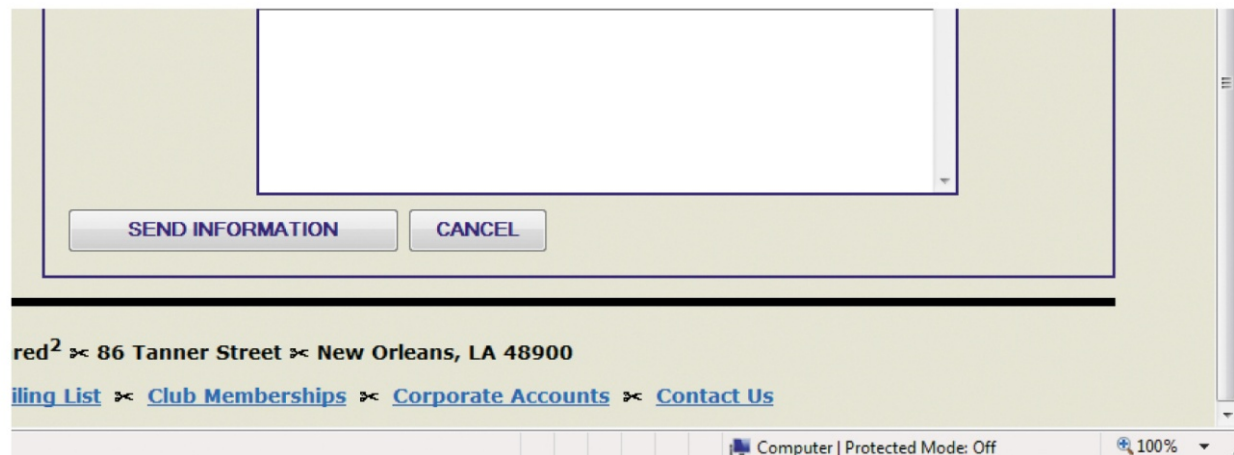 SEND INFORMATION CANCEL
red² ✂ 86 Tanner Street ✂ New Orleans, LA 48900
iling List ✂ Club Memberships ✂ Corporate Accounts ✂ Contact Us
Computer | Protected Mode: Off 100%